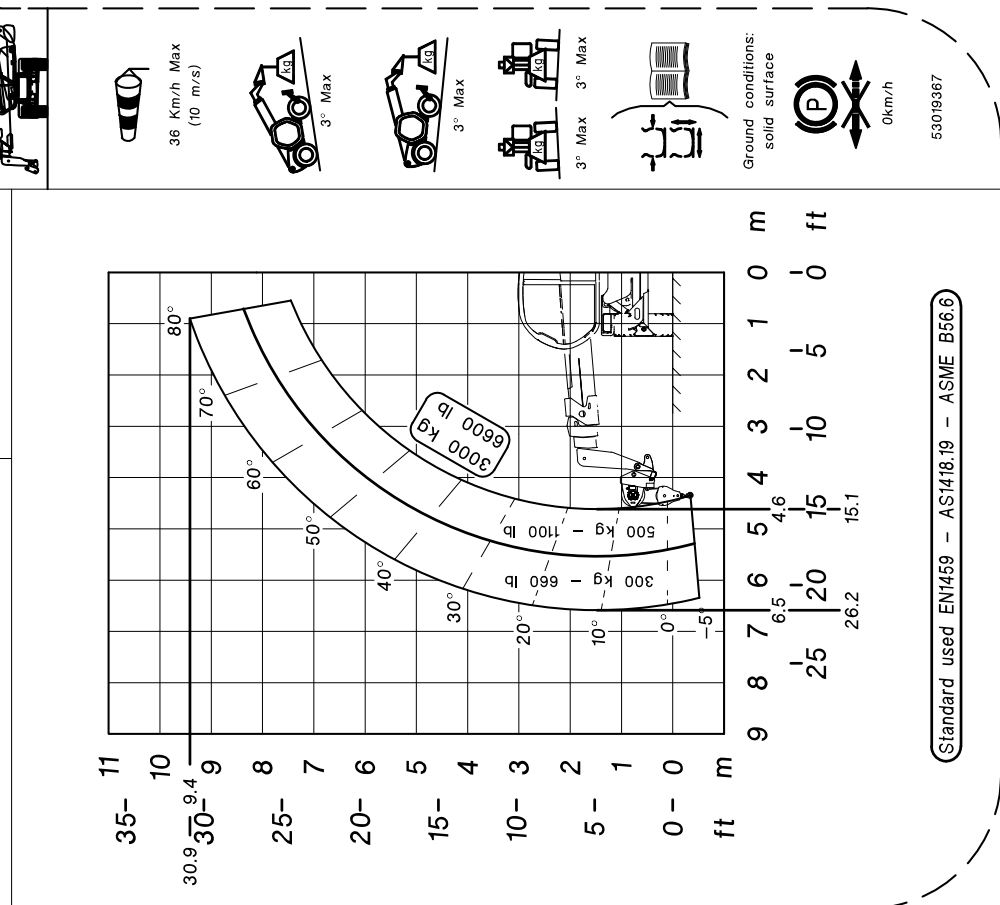 36 Km/h Max
(10 m/s)
kg
3° Max
kg
3° Max
kg
3° Max
kg
3° Max
Ground conditions:
solid surface
P
0km/h
53019367
m
ft
0
0
1
2
5
3
10
4
4.6
15
15.1
5
6
20
6.5
26.2
7
25
8
9
80°
70°
60°
50°
40°
30°
20°
10°
0°
-5°
3000 kg
6600 lb
500 kg - 1100 lb
300 kg - 660 lb
11
10
9
8
7
6
5
4
3
2
1
0
m
9.4
30.9
35
30
25
20
15
10
5
0
ft
Standard used EN1459 - AS1418.19 - ASME B56.6